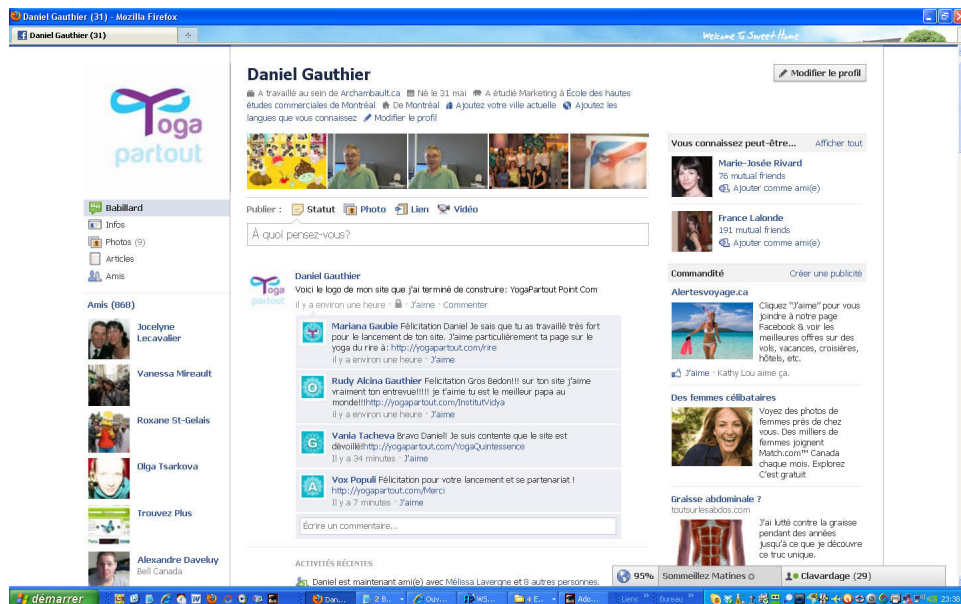 Daniel Gauthier (31) - Mozilla Firefox
Daniel Gauthier (31)
Welcome To Sweet Home
Yoga
partout
Babillard
Infos
Photos (9)
Articles
Amis
Amis (868)
Jocelyne
Lecavalier
Vanessa Mireault
Roxane St-Gelais
Olga Tsarkova
Trouvez Plus
Alexandre Daveluy
Bell Canada
Daniel Gauthier
Modifier le profil
A travaillé au sein de Archambault.ca Né le 31 mai A étudié Marketing à École des hautes
études commerciales de Montréal De Montréal Ajoutez votre ville actuelle Ajoutez les
langues que vous connaissez Modifier le profil
Publier : Statut Photo Lien Vidéo
À quoi pensez-vous?
Yoga
partout
Daniel Gauthier
Voici le logo de mon site que j'ai terminé de construire: YogaPartout Point Com
il y a environ une heure · J'aime · Commenter
Mariana Gaubie Félicitation Daniel Je sais que tu as travaillé très fort
pour le lancement de ton site. J'aime particulièrement ta page sur le
yoga du rire à: http://yogapartout.com/rire
il y a environ une heure · J'aime
Rudy Alcina Gauthier Felicitation Gros Bedon!!! sur ton site j'aime
vraiment ton entrevue!!!!! je t'aime tu est le meilleur papa au
monde!!!http://yogapartout.com/InstitutVidya
il y a environ une heure · J'aime
Vania Tacheva Bravo Daniel! Je suis contente que le site est
dévoilé!http://yogapartout.com/YogaQuintessence
Il y a 34 minutes · J'aime
Vox Populi Félicitation pour votre lancement et se partenariat !
http://yogapartout.com/Merci
Il y a 7 minutes · J'aime
Écrire un commentaire...
ACTIVITÉS RÉCENTES
Daniel est maintenant ami(e) avec Mélissa Lavergne et 8 autres personnes.
Vous connaissez peut-être... Afficher tout
Marie-Josée Rivard
76 mutual friends
Ajouter comme ami(e)
France Lalonde
191 mutual friends
Ajouter comme ami(e)
Commandité Créer une publicité
Alertesvoyage.ca
Cliquez "J'aime" pour vous
joindre à notre page
Facebook & voir les
meilleures offres sur des
vols, vacances, croisières,
hôtels, etc.
J'aime · Kathy Lou aime ça.
Des femmes célibataires
Voyez des photos de
femmes près de chez
vous. Des milliers de
femmes joignent
Match.com™ Canada
chaque mois. Explorez
C'est gratuit
Graisse abdominale ?
toutsurlesabdos.com
J'ai lutté contre la graisse
pendant des années
jusqu'à ce que je découvre
ce truc unique.
95% Sommeillez Matines
Clavardage (29)
démarrer
Dan...
2 B...
Ouv...
WS...
4 E...
Ado...
Liens
Bureau
23:38